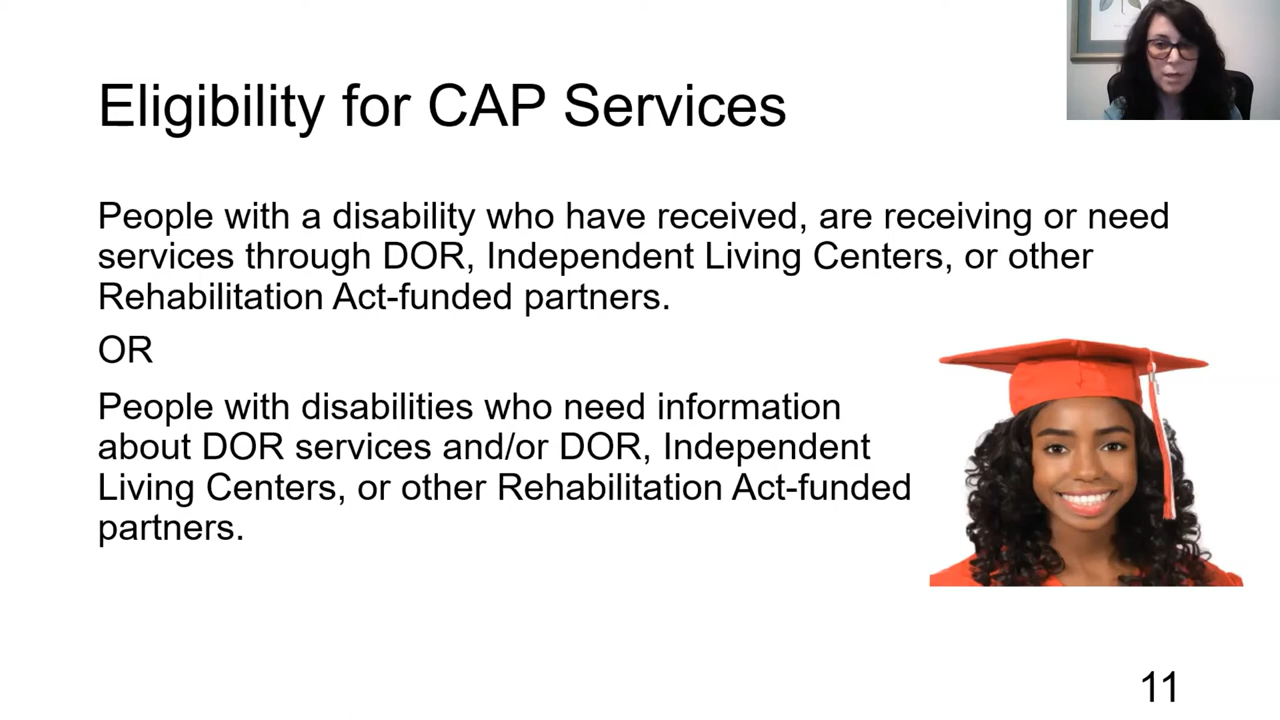 Eligibility for CAP Services
People with a disability who have received, are receiving or need
services through DOR, Independent Living Centers, or other
Rehabilitation Act-funded partners.
OR
People with disabilities who need information
about DOR services and/or DOR, Independent
Living Centers, or other Rehabilitation Act-funded
partners.
11